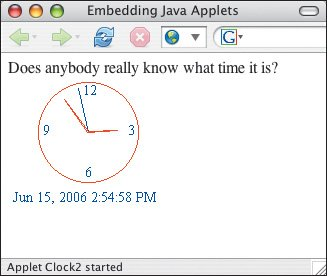 Embedding Java Applets
G
Does anybody really know what time it is?
12
9 3
6
Jun 15, 2006 2:54:58 PM
Applet Clock2 started